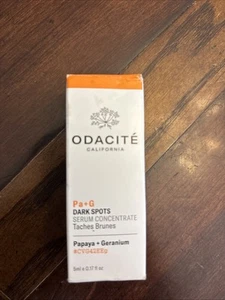 ODACITÉ
CALIFORNIA
Pa+G
DARK SPOTS
SERUM CONCENTRATE
Taches Brunes
Papaya + Geranium
5ml ℮ 0.17 fl oz